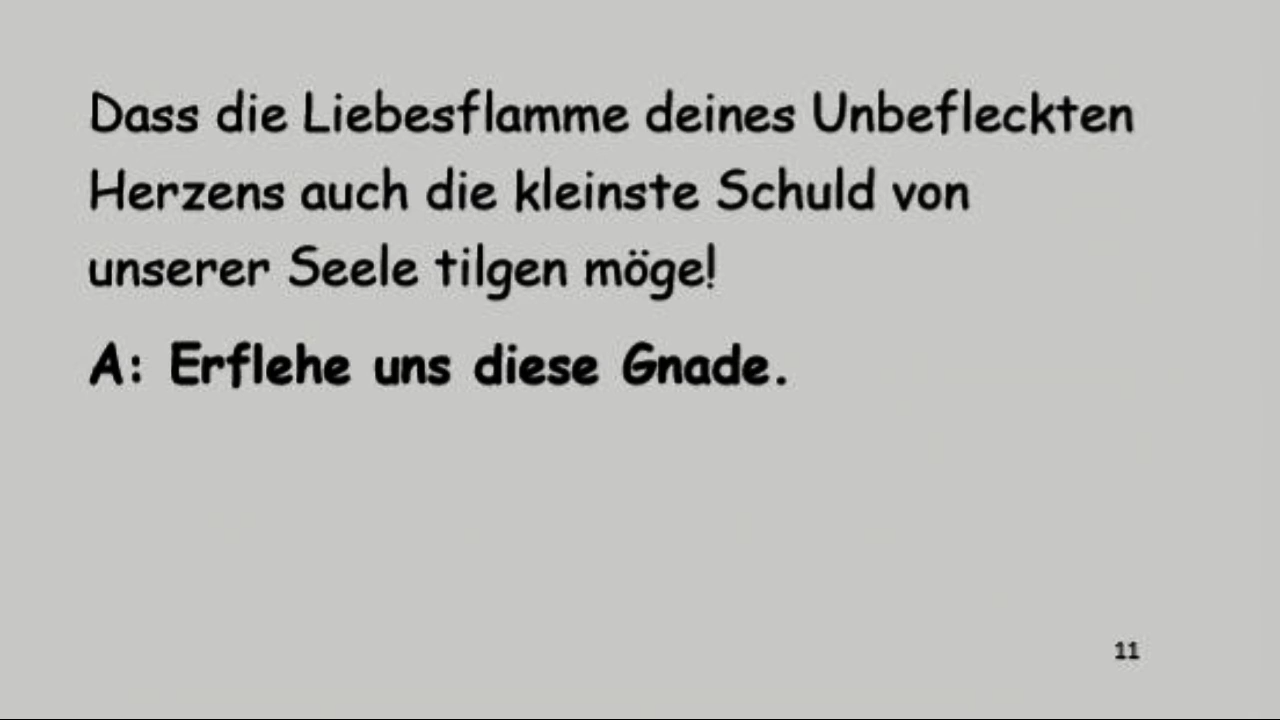 Dass die Liebesflamme deines Unbefleckten
Herzens auch die kleinste Schuld von
unserer Seele tilgen möge!
A: Erflehe uns diese Gnade.
11